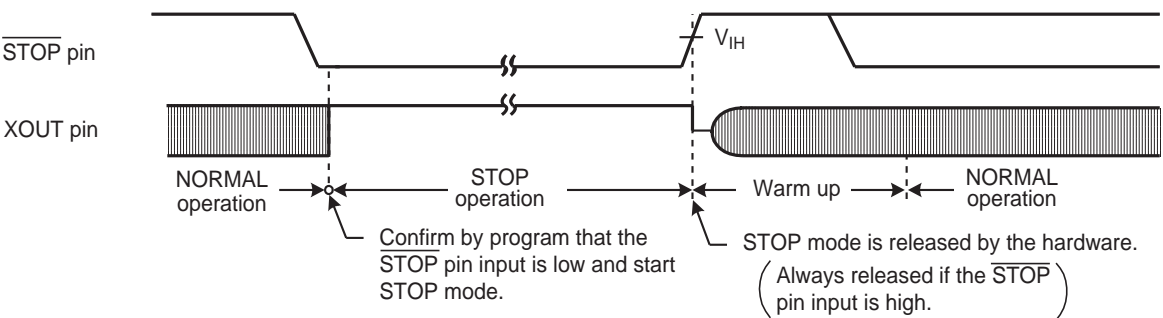 STOP pin
VIH
XOUT pin
NORMAL
operation
STOP
operation
Warm up
NORMAL
operation
Confirm by program that the
STOP pin input is low and start
STOP mode.
STOP mode is released by the hardware.
Always released if the STOP
pin input is high.